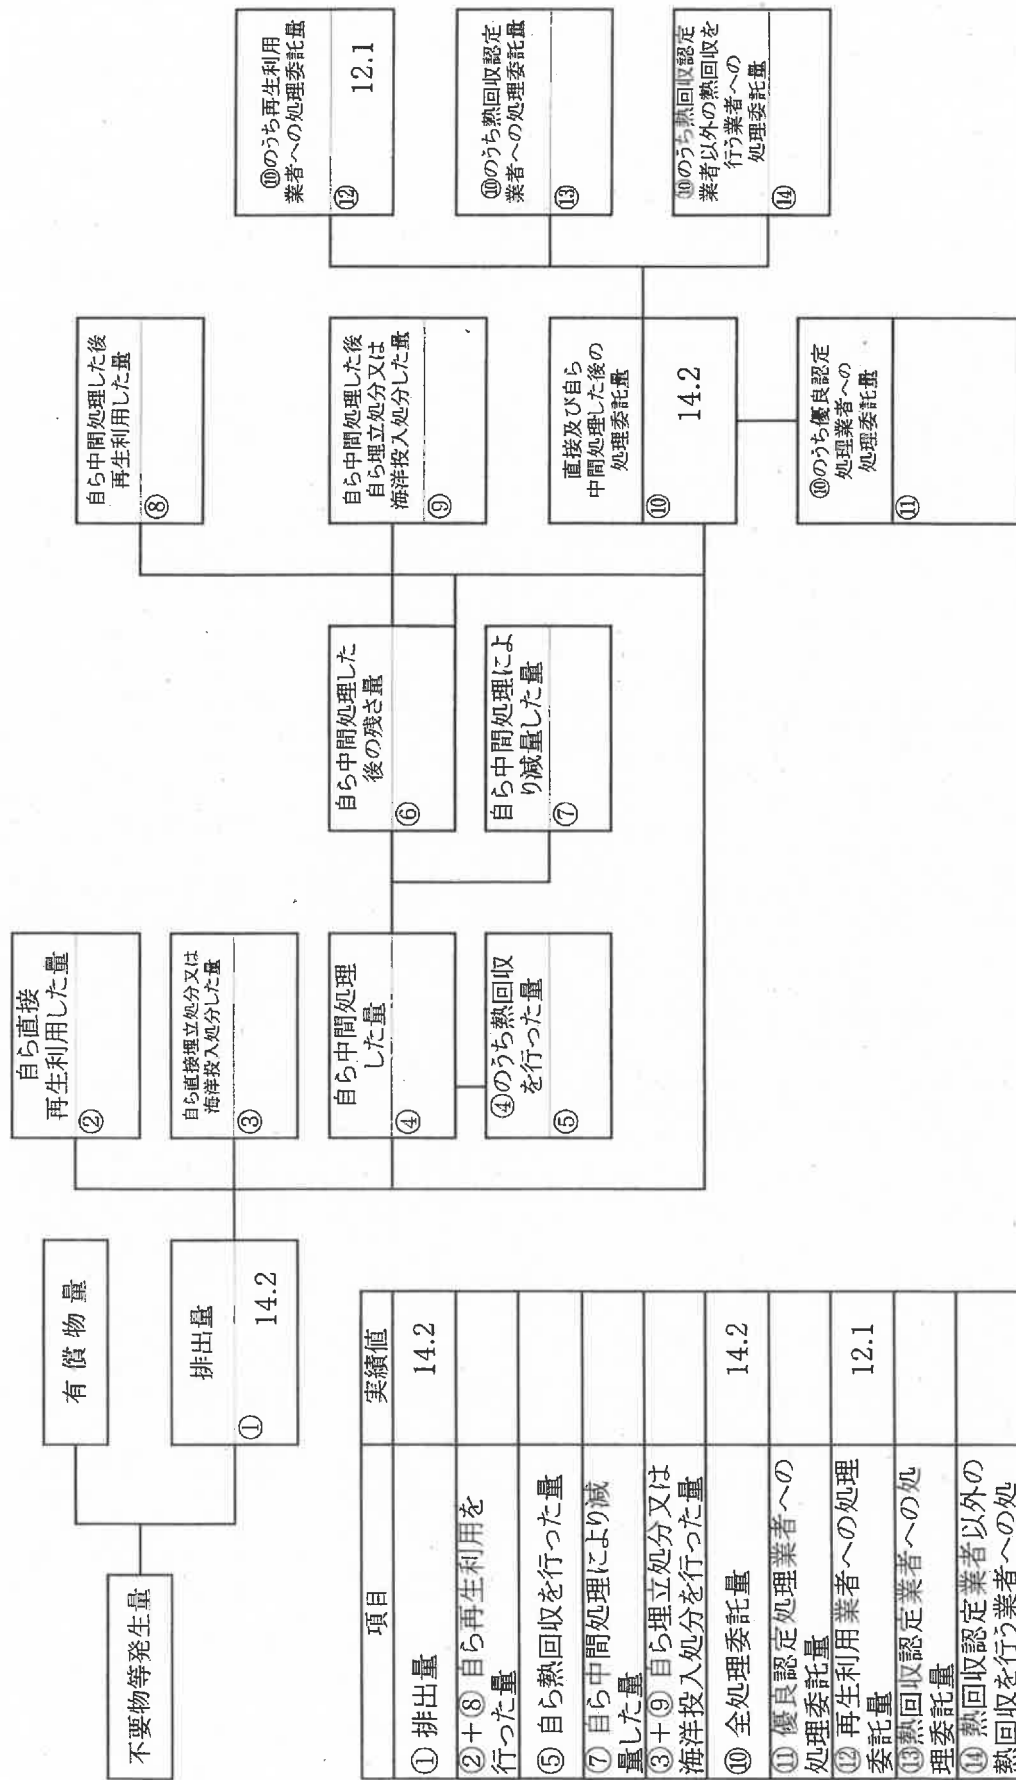 不要物等発生量
有償物量
排出量
①
14.2
自ら直接
再生利用した量
②
自ら直接埋立処分又は
海洋投入処分した量
③
自ら中間処理
した量
④
④のうち熱回収
を行った量
⑤
自ら中間処理した
後の残さ量
⑥
自ら中間処理によ
り減量した量
⑦
自ら中間処理した後
再生利用した量
⑧
自ら中間処理した後
自ら埋立処分又は
海洋投入処分した量
⑨
直接及び自ら
中間処理した後の
処理委託量
⑩
14.2
⑩のうち優良認定
処理業者への
処理委託量
⑪
⑩のうち再生利用
業者への処理委託量
⑫
12.1
⑩のうち熱回収認定
業者への処理委託量
⑬
⑩のうち熱回収認定
業者以外の熱回収を
行う業者への
処理委託量
⑭
項目 実績値
①排出量 14.2
②+⑧自ら再生利用を
行った量
⑤自ら熱回収を行った量
⑦自ら中間処理により減
量した量
③+⑨自ら埋立処分又は
海洋投入処分を行った量
⑩全処理委託量 14.2
⑪優良認定処理業者への
処理委託量
⑫再生利用業者への処理
委託量 12.1
⑬熱回収認定業者への処
理委託量
⑭熱回収認定業者以外の
熱回収を行う業者への処